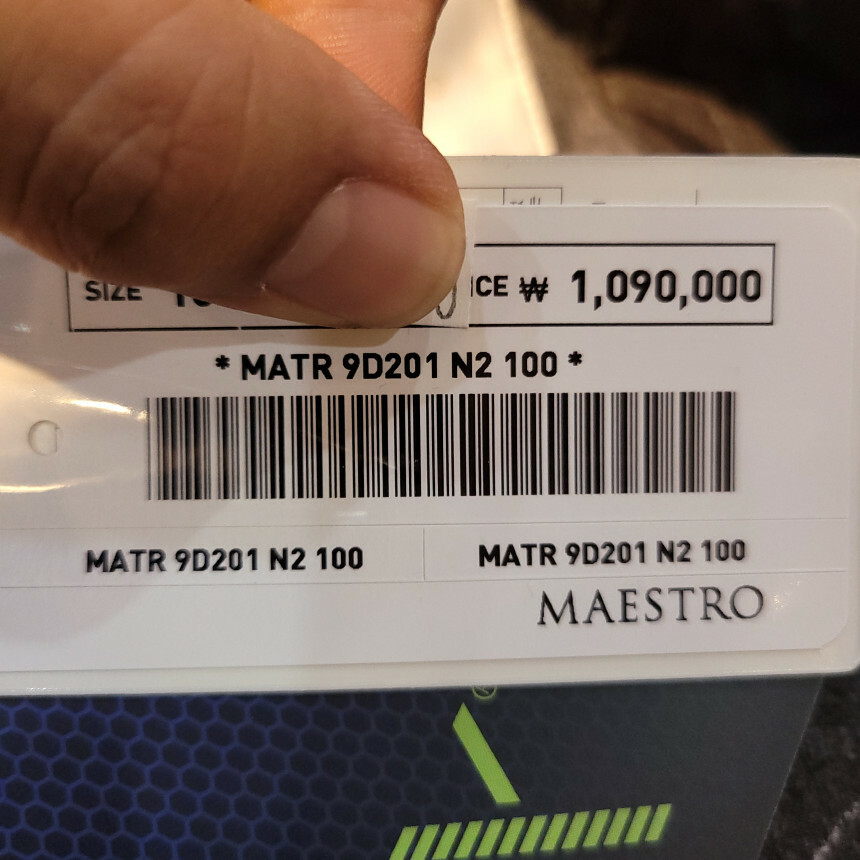 SIZE ICE ₩ 1,090,000
* MATR 9D201 N2 100 *
MATR 9D201 N2 100 MATR 9D201 N2 100
MAESTRO